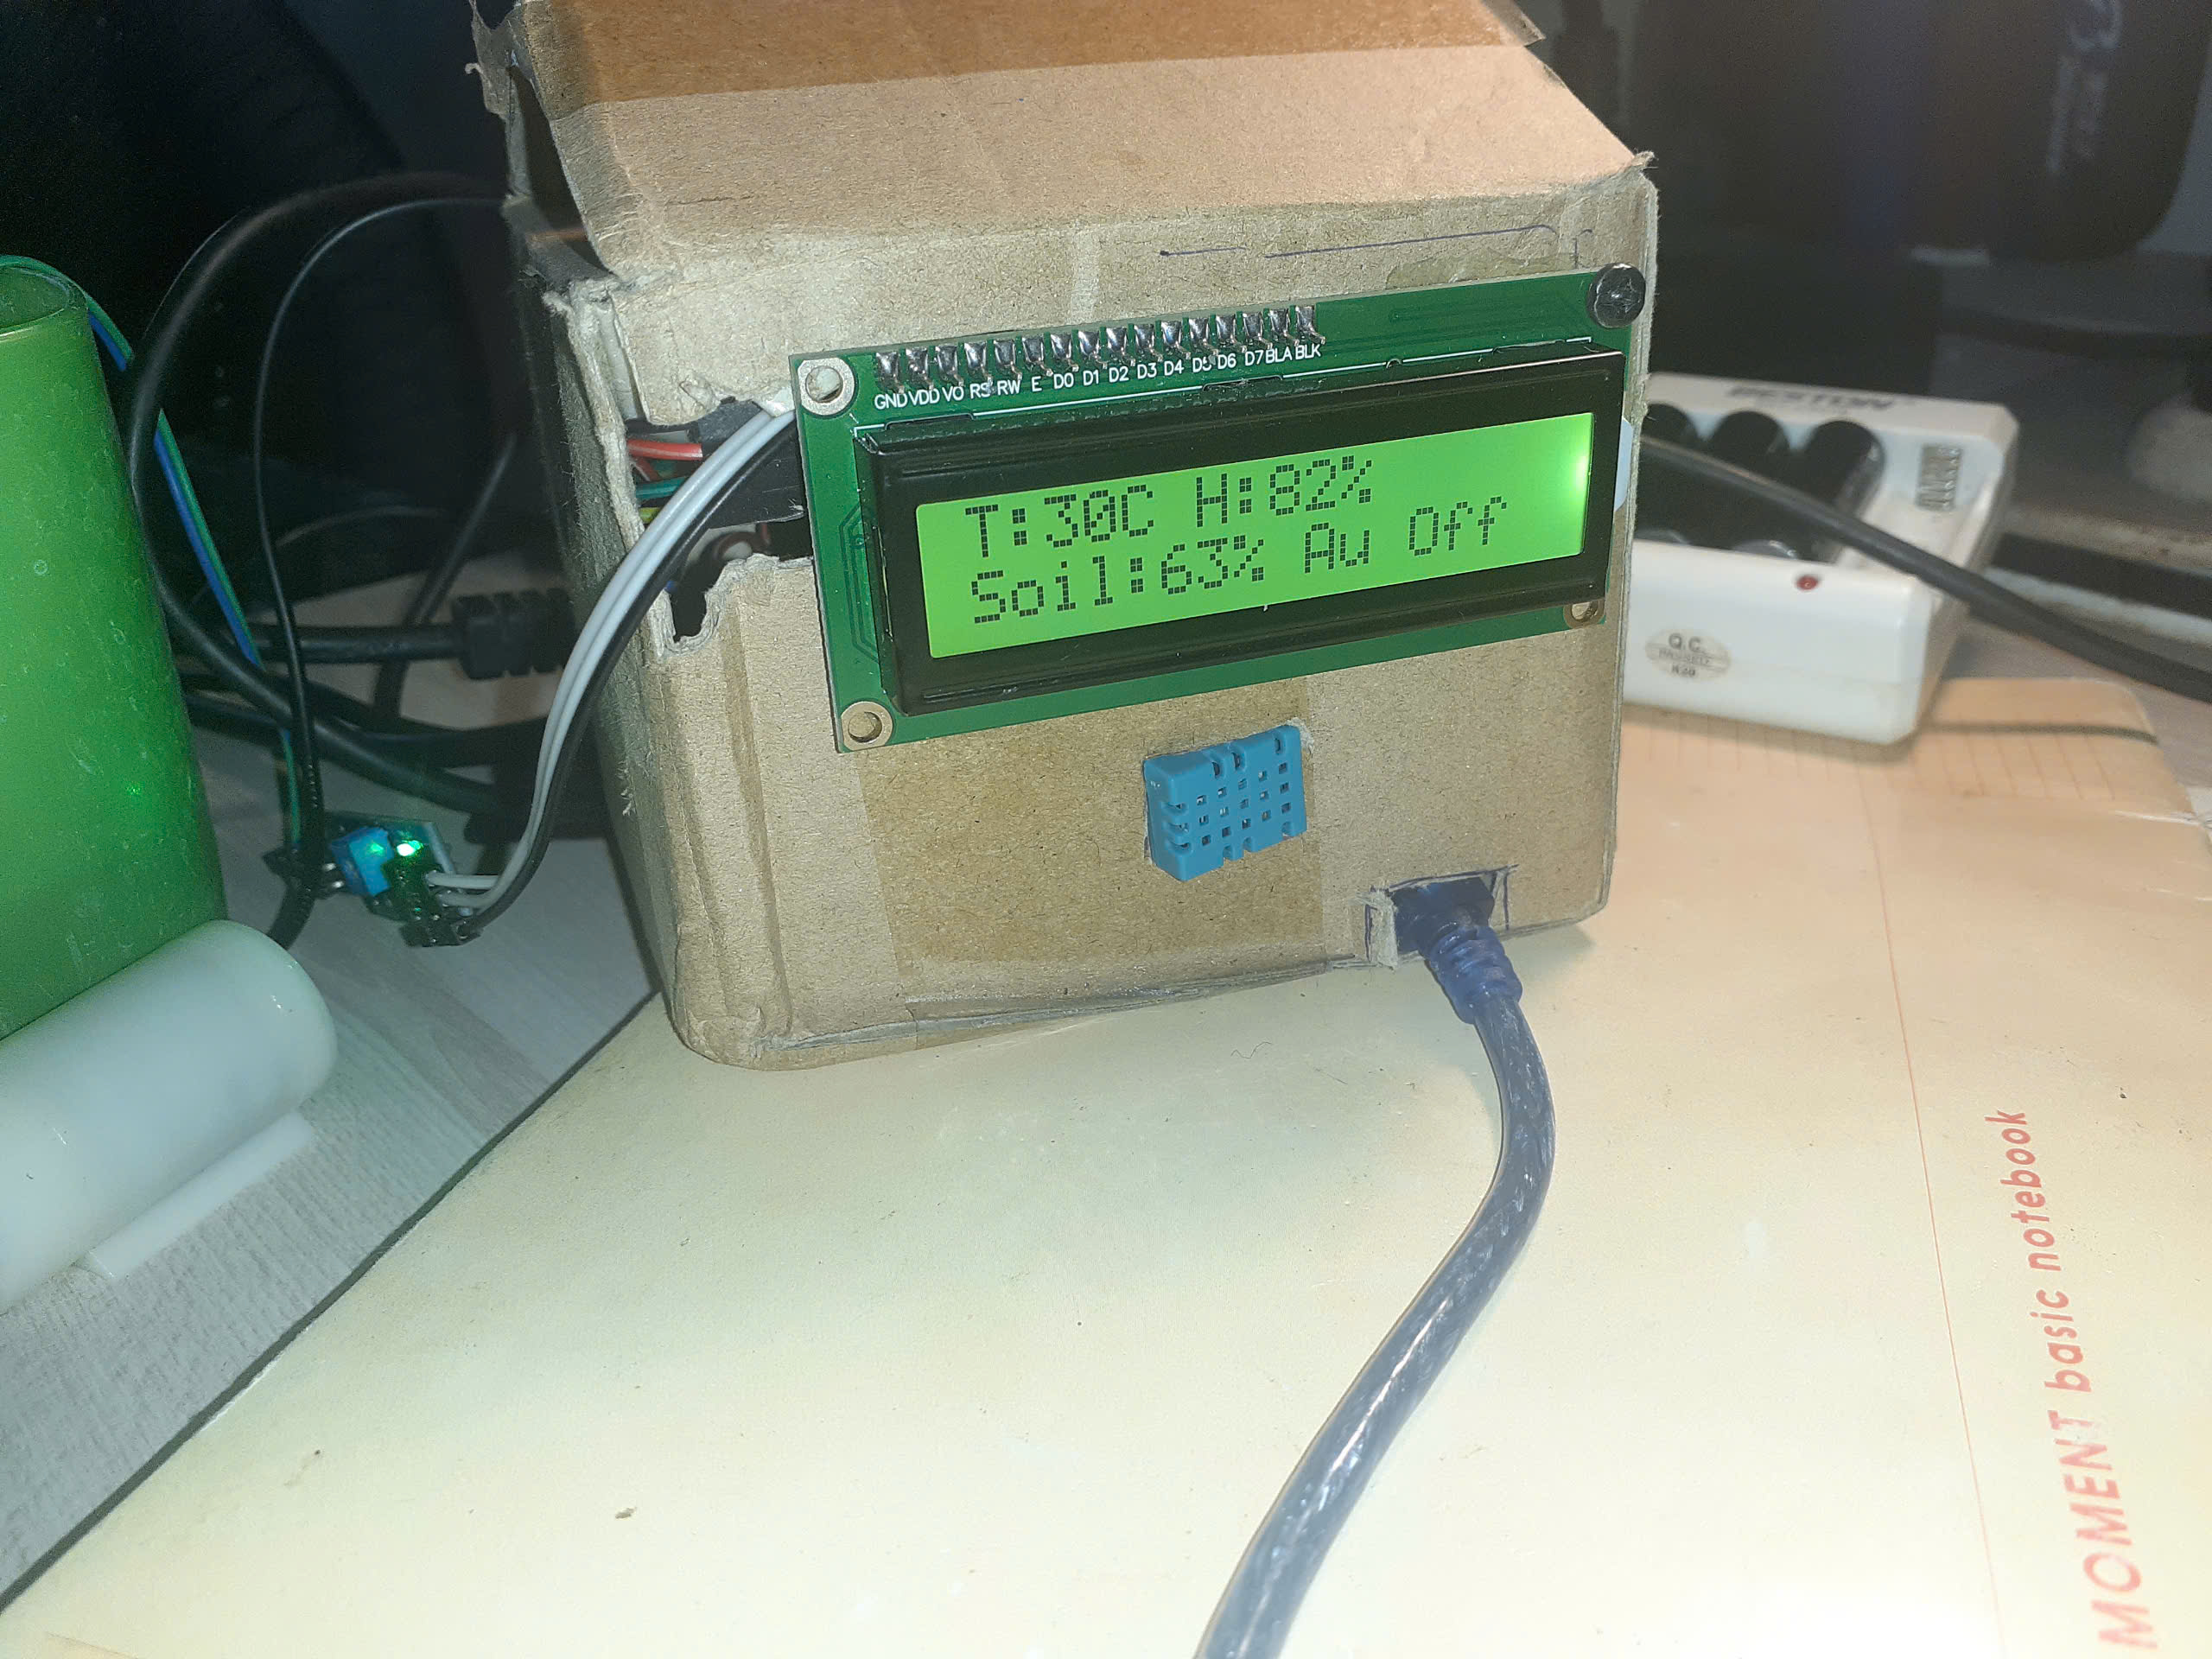 GND VDD VO RS RW E D0 D1 D2 D3 D4 D5 D6 D7 BLA BLK
T:30C H:82%
Soil:63% Au Off
BESTON
Q.C.
MOMENT basic notebook